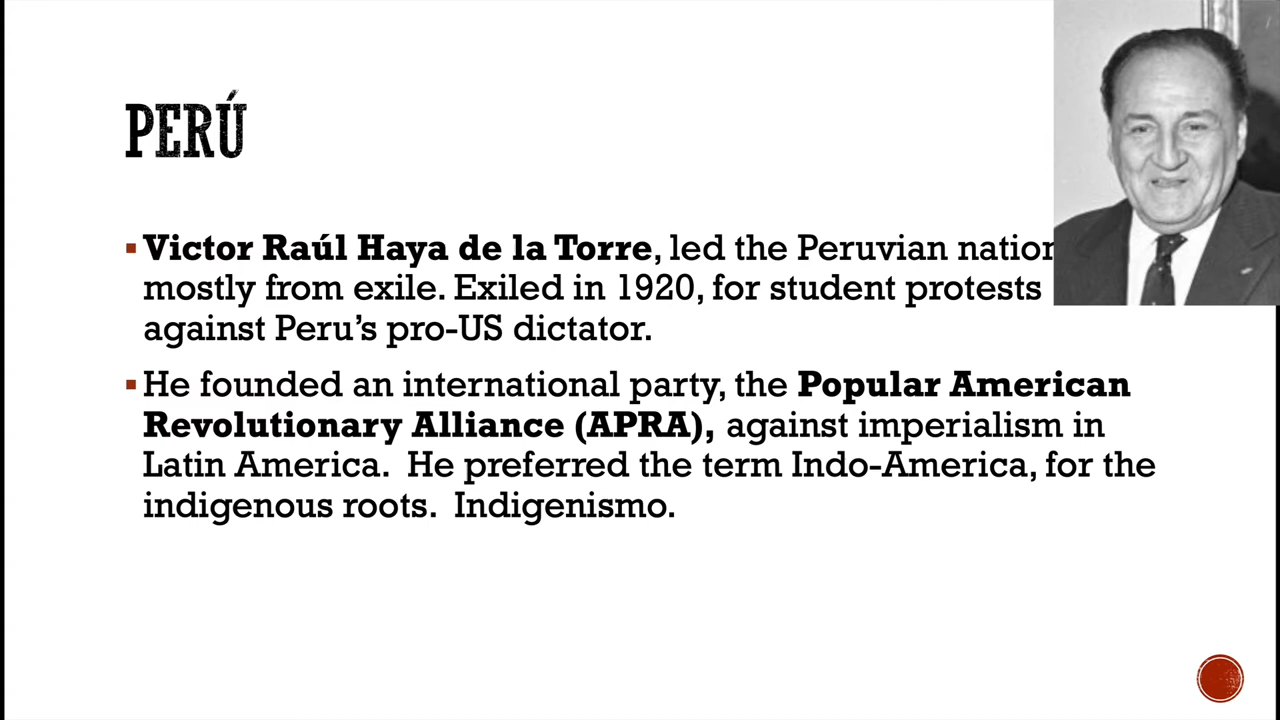 PERÚ
Victor Raúl Haya de la Torre, led the Peruvian nation
mostly from exile. Exiled in 1920, for student protests
against Peru's pro-US dictator.
He founded an international party, the Popular American
Revolutionary Alliance (APRA), against imperialism in
Latin America. He preferred the term Indo-America, for the
indigenous roots. Indigenismo.